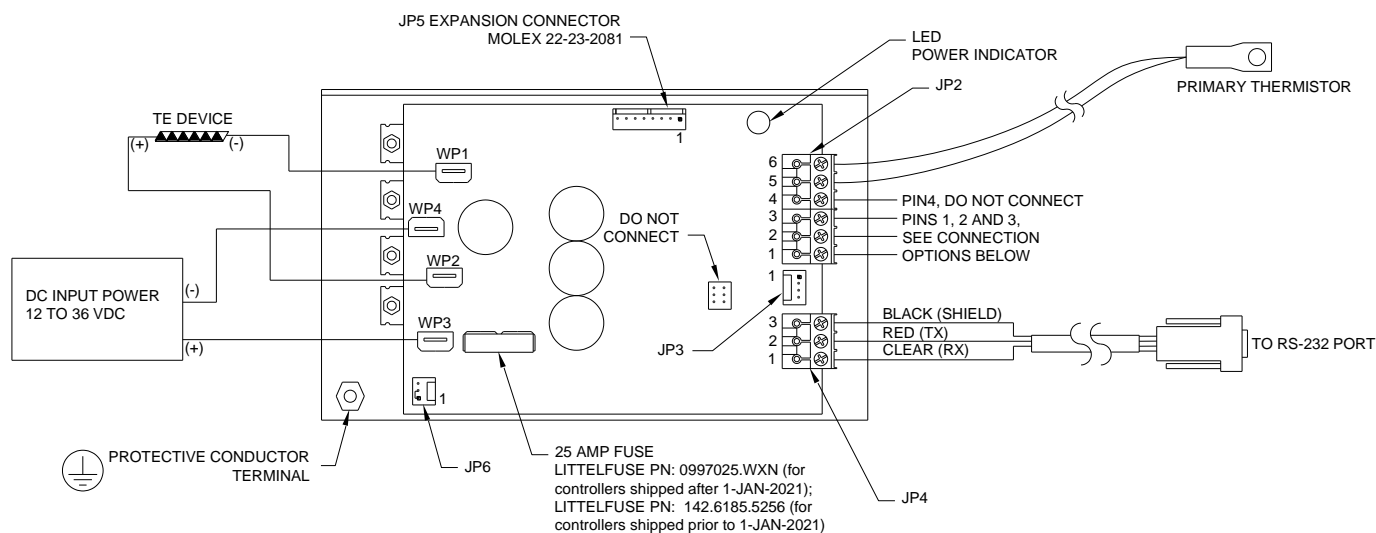 JP5 EXPANSION CONNECTOR
MOLEX 22-23-2081
LED
POWER INDICATOR
JP2
PRIMARY THERMISTOR
TE DEVICE
(+)
(-)
1
WP1
6
5
4
3
2
1
PIN4, DO NOT CONNECT
PINS 1, 2 AND 3,
SEE CONNECTION
OPTIONS BELOW
WP4
DO NOT
CONNECT
WP2
1
DC INPUT POWER
12 TO 36 VDC
(-)
(+)
WP3
JP3
3
2
1
BLACK (SHIELD)
RED (TX)
CLEAR (RX)
TO RS-232 PORT
1
PROTECTIVE CONDUCTOR
TERMINAL
JP6
25 AMP FUSE
LITTELFUSE PN: 0997025.WXN (for
controllers shipped after 1-JAN-2021);
LITTELFUSE PN:  142.6185.5256 (for
controllers shipped prior to 1-JAN-2021)
JP4